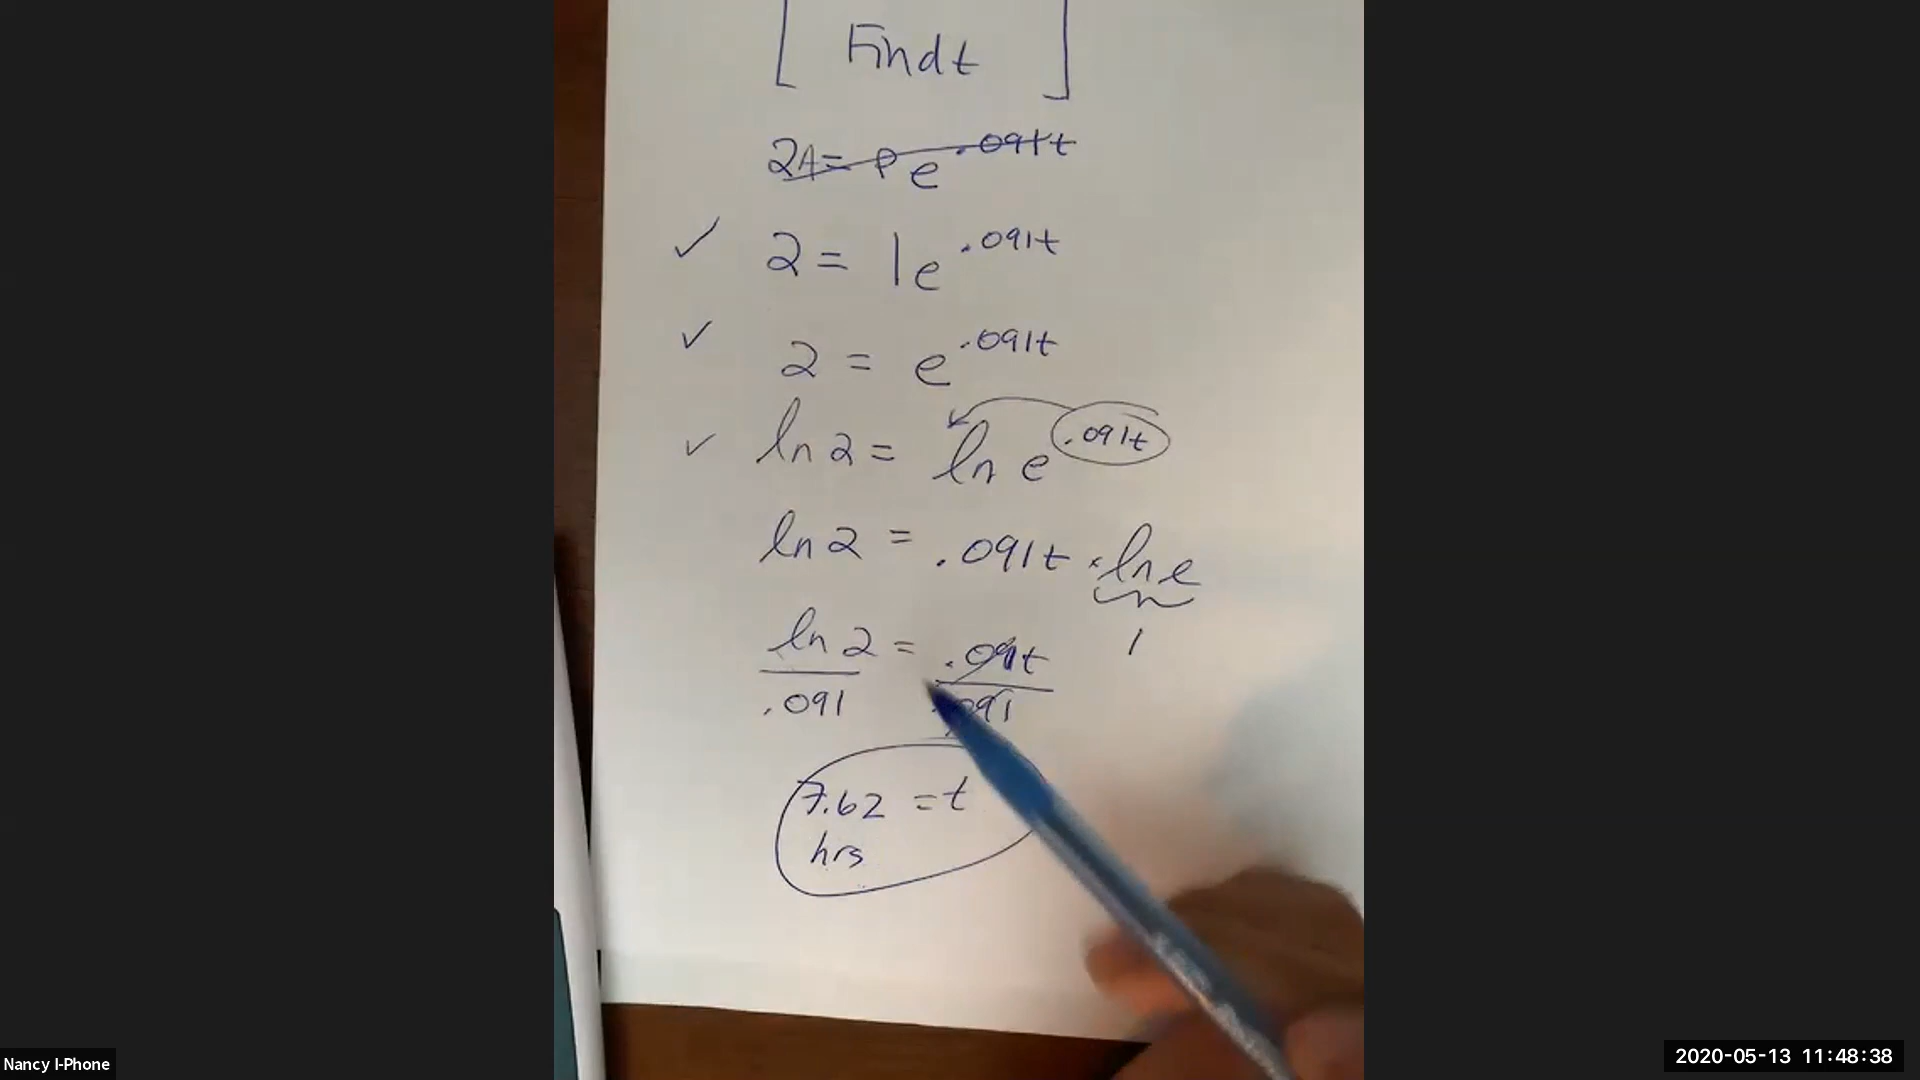 [ Find t ]
2A = Pe^.091t
✓ 2 = 1e^.091t
✓ 2 = e^.091t
✓ ln 2 = ln e^.091t
ln 2 = .091t · ln e
1
ln 2 = .091t
.091 .091
7.62 = t
hrs
Nancy I-Phone
2020-05-13 11:48:38